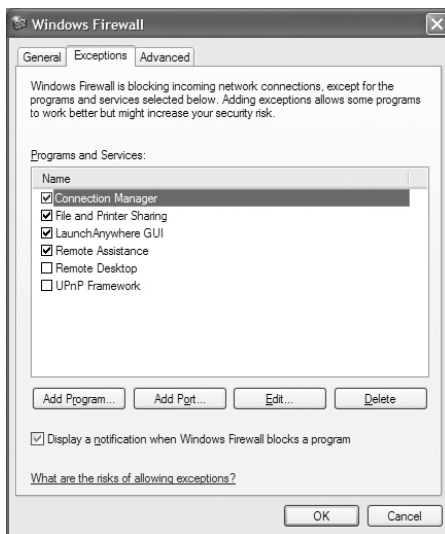 Windows Firewall
General Exceptions Advanced
Windows Firewall is blocking incoming network connections, except for the
programs and services selected below. Adding exceptions allows some programs
to work better but might increase your security risk.
Programs and Services:
Name
Connection Manager
File and Printer Sharing
LaunchAnywhere GUI
Remote Assistance
Remote Desktop
UPnP Framework
Add Program... Add Port... Edit... Delete
Display a notification when Windows Firewall blocks a program
What are the risks of allowing exceptions?
OK Cancel